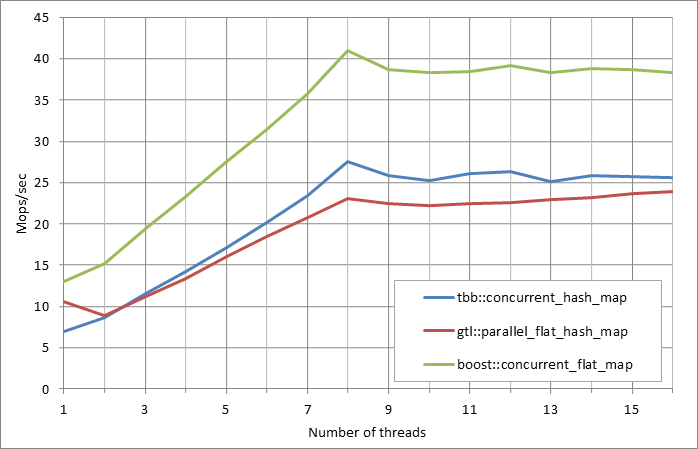 45
40
35
30
25
20
15
10
5
0
Mops/sec
tbb::concurrent_hash_map
gtl::parallel_flat_hash_map
boost::concurrent_flat_map
1 3 5 7 9 11 13 15
Number of threads